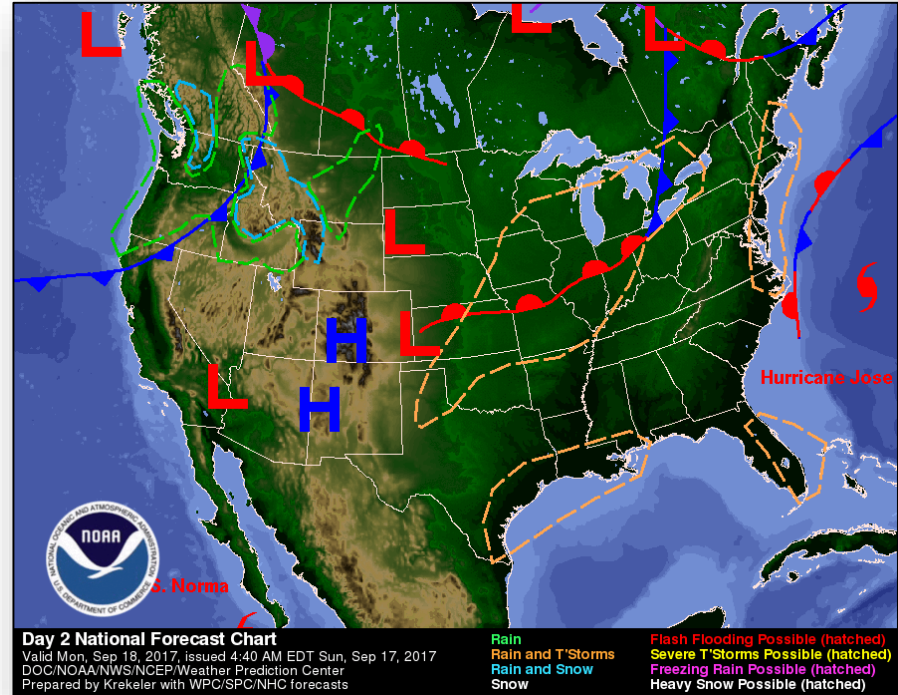 L
L
L
L
L
L
L
H
H
L
Hurricane Jose
NATIONAL OCEANIC AND ATMOSPHERIC ADMINISTRATION
NOAA
U.S. DEPARTMENT OF COMMERCE
S. Norma
Day 2 National Forecast Chart
Valid Mon, Sep 18, 2017, issued 4:40 AM EDT Sun, Sep 17, 2017
DOC/NOAA/NWS/NCEP/Weather Prediction Center
Prepared by Krekeler with WPC/SPC/NHC forecasts
Rain
Rain and T'Storms
Rain and Snow
Snow
Flash Flooding Possible (hatched)
Severe T'Storms Possible (hatched)
Freezing Rain Possible (hatched)
Heavy Snow Possible (hatched)